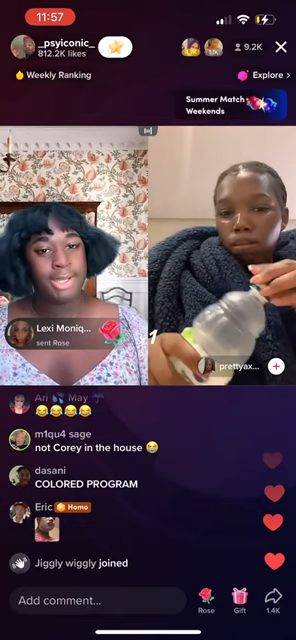 11:57
_psyiconic_
812.2K likes
9.2K
Weekly Ranking
Explore >
Summer Match
Weekends
Lexi Moniq...
sent Rose
prettyax...
Ari 💦 May ☔
😂😂😂😂
m1qu4 sage
not Corey in the house 😭
dasani
COLORED PROGRAM
Eric Homo
Jiggly wiggly joined
Add comment...
Rose
Gift
1.4K